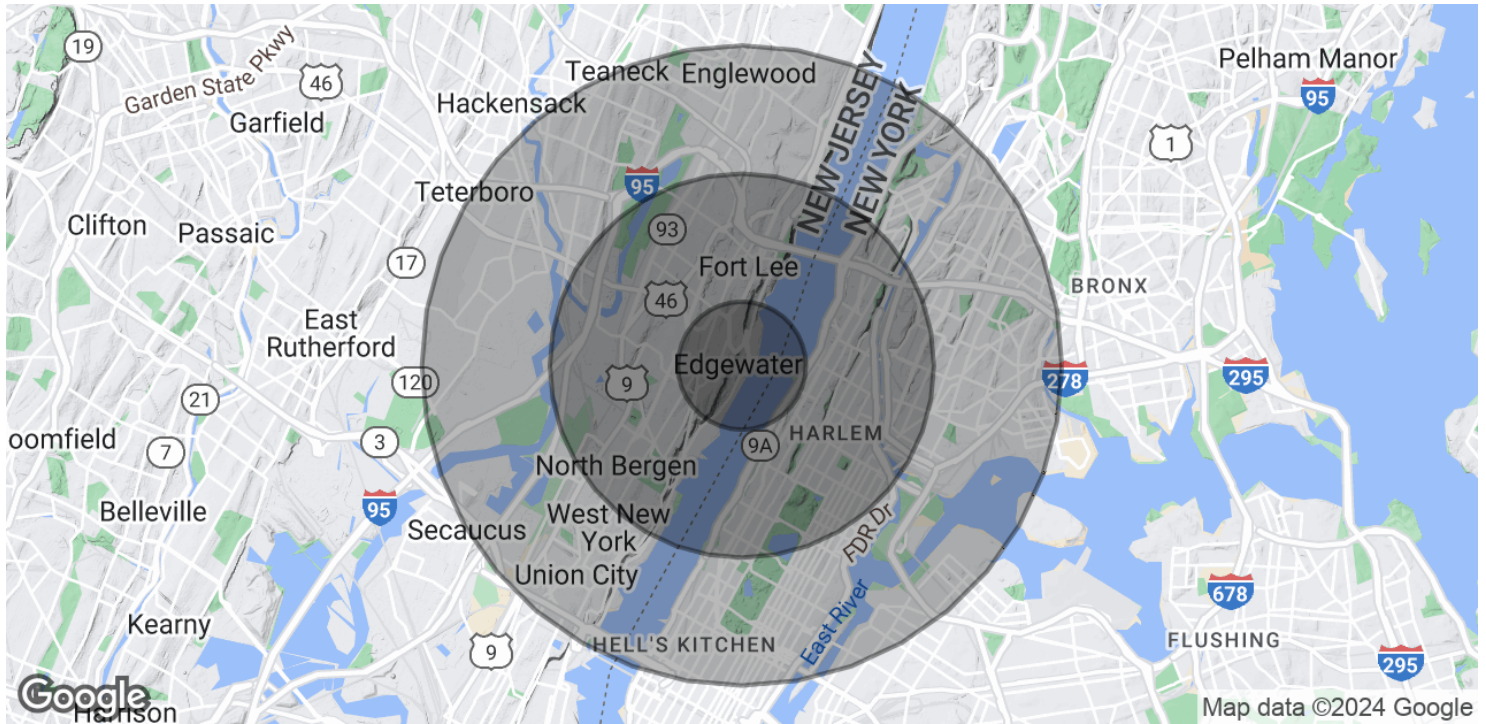 19
Garden State Pkwy
46
Garfield
Teaneck
Englewood
Hackensack
NEW JERSEY
NEW YORK
Pelham Manor
95
1
Teterboro
95
Clifton
Passaic
93
17
Fort Lee
46
BRONX
East
Rutherford
Edgewater
120
9
278
295
21
oomfield
7
3
9A
HARLEM
North Bergen
95
Belleville
Secaucus
West New
York
FDR Dr
Union City
East River
678
Kearny
9
HELL'S KITCHEN
FLUSHING
295
Google
Harrison
Map data ©2024 Google